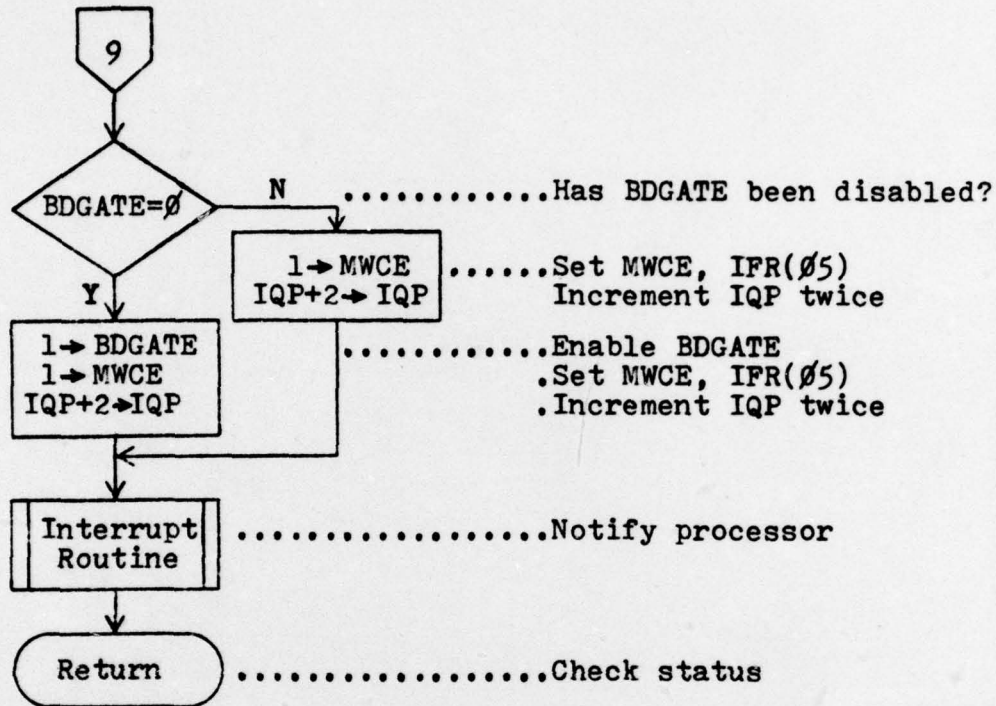 9
BDGATE=Ø
N
............Has BDGATE been disabled?
1→ MWCE
IQP+2→ IQP
......Set MWCE, IFR(Ø5)
Increment IQP twice
Y
1→ BDGATE
1→ MWCE
IQP+2→IQP
............Enable BDGATE
.Set MWCE, IFR(Ø5)
.Increment IQP twice
Interrupt
Routine
..................Notify processor
Return
..................Check status